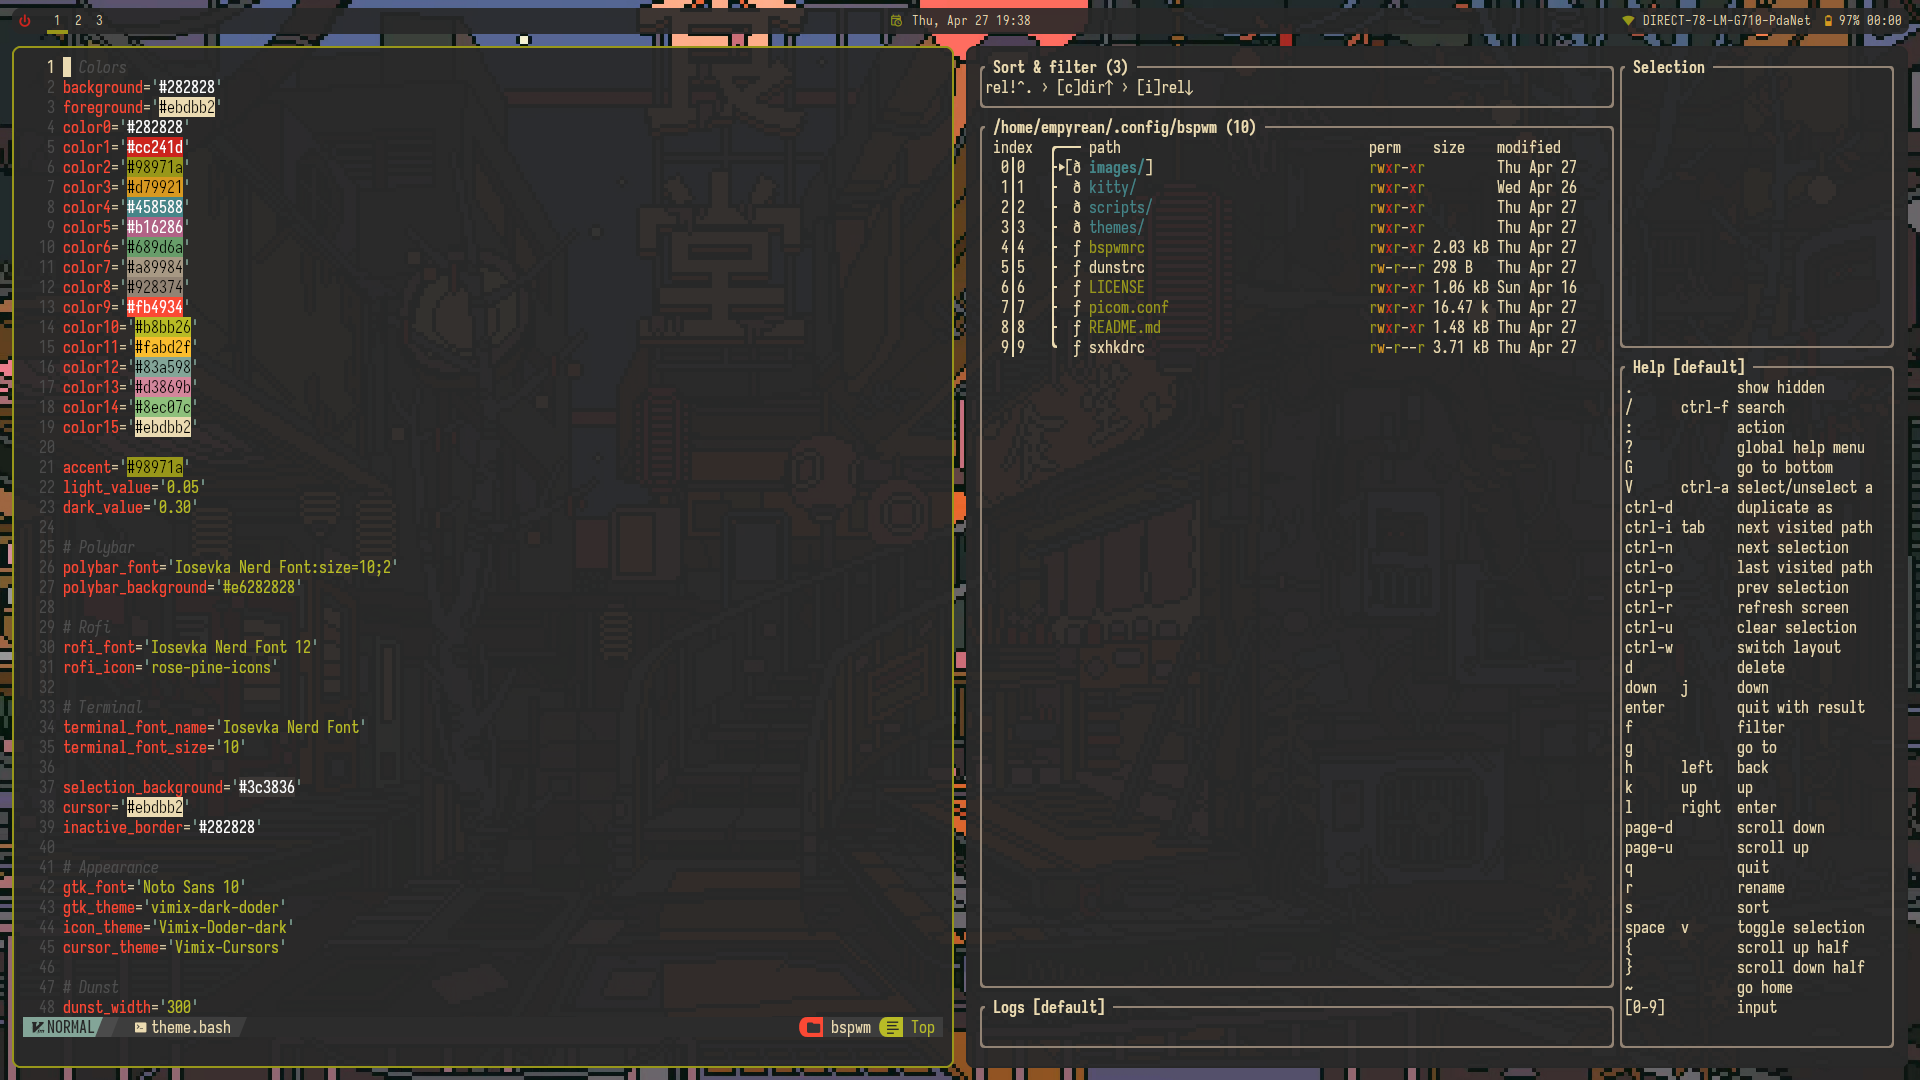 1 2 3
Thu, Apr 27 19:38
DIRECT-78-LM-G710-PdaNet 97% 00:00
1 Colors
2 background='#282828'
3 foreground='#ebdbb2'
4 color0='#282828'
5 color1='#cc241d'
6 color2='#98971a'
7 color3='#d79921'
8 color4='#458588'
9 color5='#b16286'
10 color6='#689d6a'
11 color7='#a89984'
12 color8='#928374'
13 color9='#fb4934'
14 color10='#b8bb26'
15 color11='#fabd2f'
16 color12='#83a598'
17 color13='#d3869b'
18 color14='#8ec07c'
19 color15='#ebdbb2'
20
21 accent='#98971a'
22 light_value='0.05'
23 dark_value='0.30'
24
25 # Polybar
26 polybar_font='Iosevka Nerd Font:size=10;2'
27 polybar_background='#e6282828'
28
29 # Rofi
30 rofi_font='Iosevka Nerd Font 12'
31 rofi_icon='rose-pine-icons'
32
33 # Terminal
34 terminal_font_name='Iosevka Nerd Font'
35 terminal_font_size='10'
36
37 selection_background='#3c3836'
38 cursor='#ebdbb2'
39 inactive_border='#282828'
40
41 # Appearance
42 gtk_font='Noto Sans 10'
43 gtk_theme='vimix-dark-doder'
44 icon_theme='Vimix-Doder-dark'
45 cursor_theme='Vimix-Cursors'
46
47 # Dunst
48 dunst_width='300'
NORMAL theme.bash bspwm Top
Sort & filter (3)
rel!^. › [c]dir↑ › [i]rel↓
/home/empyrean/.config/bspwm (10)
index path perm size modified
0│0 ▸[ð images/] rwxr-xr Thu Apr 27
1│1 ð kitty/ rwxr-xr Wed Apr 26
2│2 ð scripts/ rwxr-xr Thu Apr 27
3│3 ð themes/ rwxr-xr Thu Apr 27
4│4 ƒ bspwmrc rwxr-xr 2.03 kB Thu Apr 27
5│5 ƒ dunstrc rw-r--r 298 B Thu Apr 27
6│6 ƒ LICENSE rwxr-xr 1.06 kB Sun Apr 16
7│7 ƒ picom.conf rwxr-xr 16.47 k Thu Apr 27
8│8 ƒ README.md rwxr-xr 1.48 kB Thu Apr 27
9│9 ƒ sxhkdrc rw-r--r 3.71 kB Thu Apr 27
Logs [default]
Selection
Help [default]
. show hidden
/ ctrl-f search
: action
? global help menu
G go to bottom
V ctrl-a select/unselect a
ctrl-d duplicate as
ctrl-i tab next visited path
ctrl-n next selection
ctrl-o last visited path
ctrl-p prev selection
ctrl-r refresh screen
ctrl-u clear selection
ctrl-w switch layout
d delete
down j down
enter quit with result
f filter
g go to
h left back
k up up
l right enter
page-d scroll down
page-u scroll up
q quit
r rename
s sort
space v toggle selection
{ scroll up half
} scroll down half
~ go home
[0-9] input